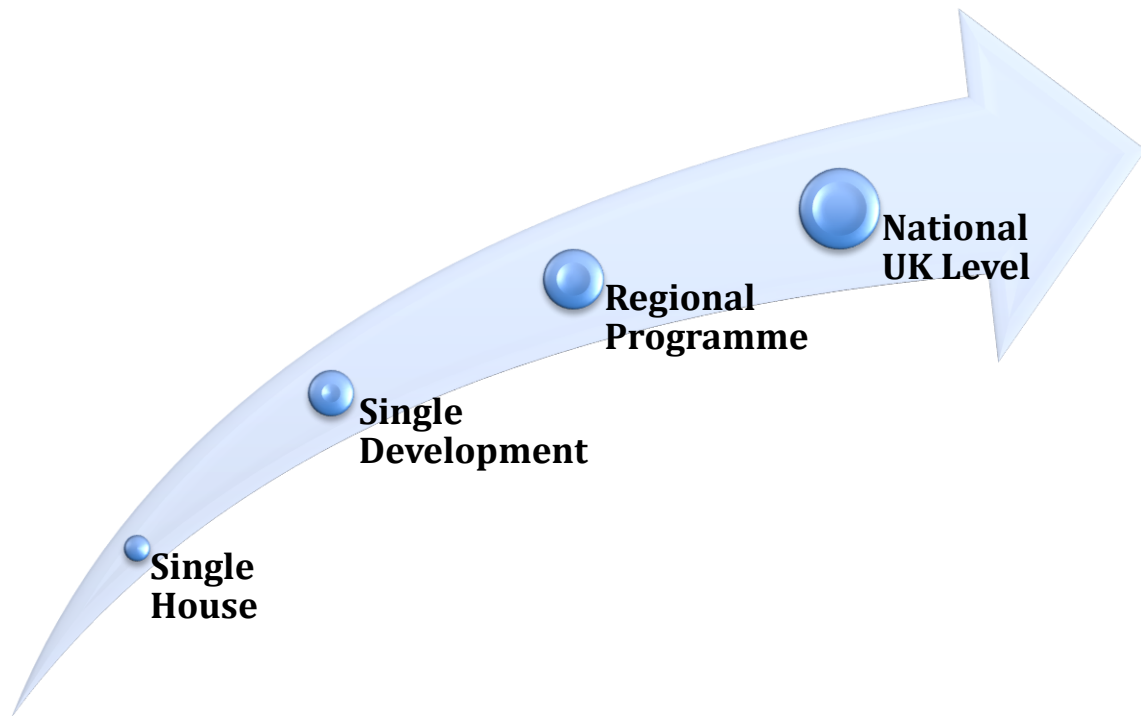 National
UK Level
Regional
Programme
Single
Development
Single
House